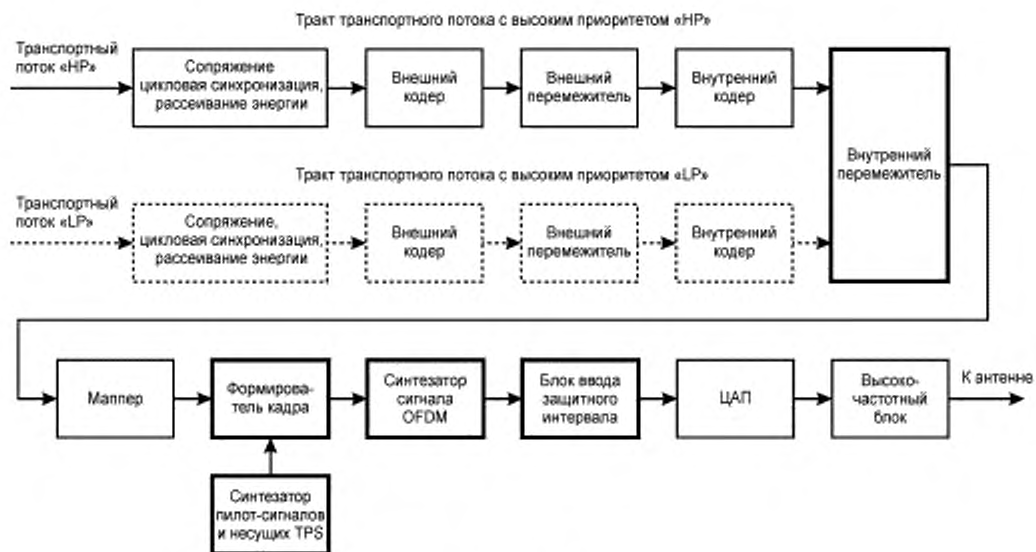 Тракт транспортного потока с высоким приоритетом «HP»
Транспортный
поток «HP»
Сопряжение
цикловая синхронизация,
рассеивание энергии
Внешний
кодер
Внешний
перемежитель
Внутренний
кодер
Внутренний
перемежитель
Тракт транспортного потока с высоким приоритетом «LP»
Транспортный
поток «LP»
Сопряжение,
цикловая синхронизация,
рассеивание энергии
Внешний
кодер
Внешний
перемежитель
Внутренний
кодер
Маппер
Формирова-
тель кадра
Синтезатор
сигнала
OFDM
Блок ввода
защитного
интервала
ЦАП
Высоко-
частотный
блок
К антенне
Синтезатор
пилот-сигналов
и несущих TPS